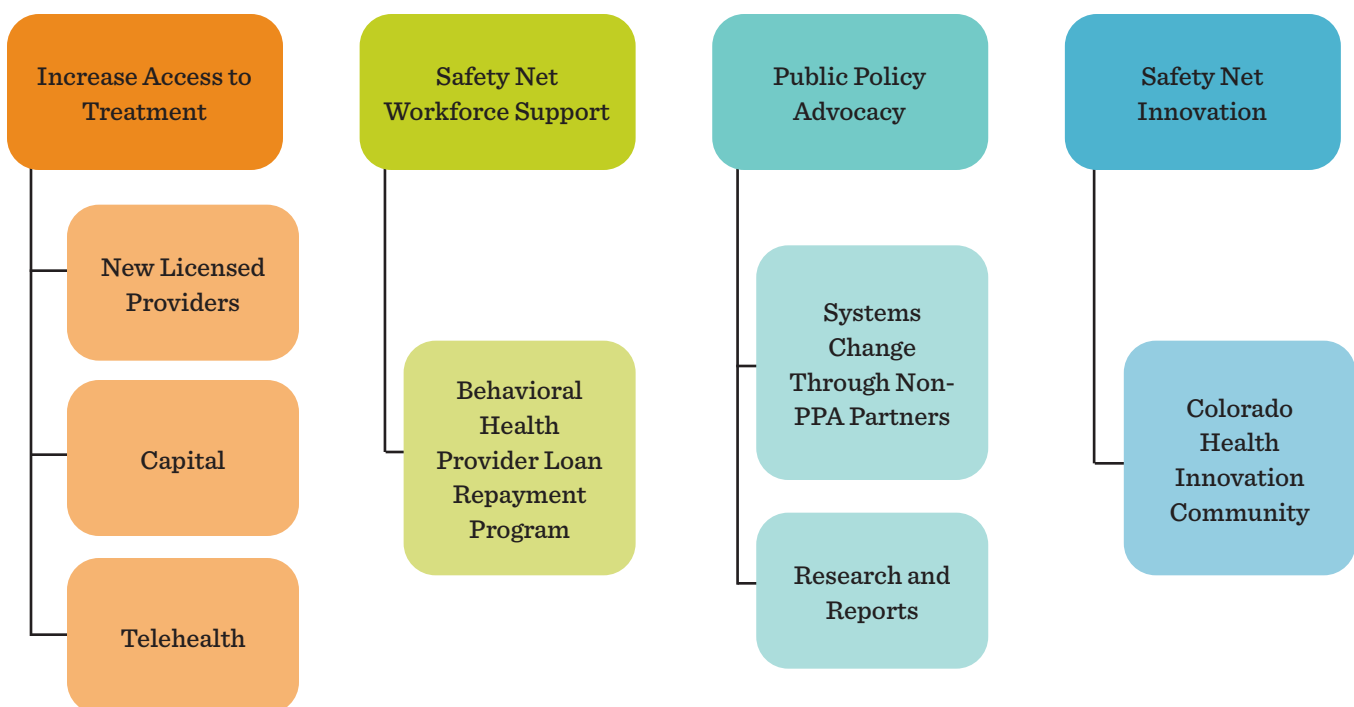 Increase Access to
Treatment
New Licensed
Providers
Capital
Telehealth
Safety Net
Workforce Support
Behavioral
Health
Provider Loan
Repayment
Program
Public Policy
Advocacy
Systems
Change
Through Non-
PPA Partners
Research and
Reports
Safety Net
Innovation
Colorado
Health
Innovation
Community